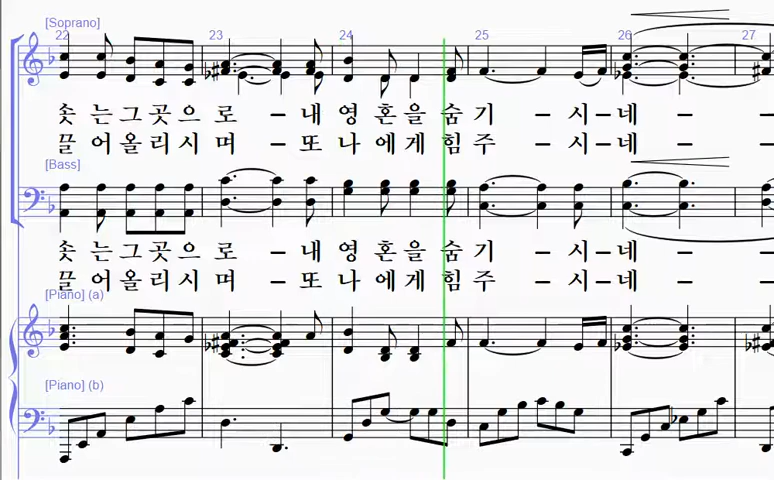 [Soprano]
22 23 24 25 26 27
솟 는 그 곳 으 로 – 내 영 혼 을 숨 기 – 시 – 네 –
끌 어 올 리 시 며 – 또 나 에 게 힘 주 – 시 – 네 –
[Bass]
솟 는 그 곳 으 로 – 내 영 혼 을 숨 기 – 시 – 네 –
끌 어 올 리 시 며 – 또 나 에 게 힘 주 – 시 – 네 –
[Piano] (a)
[Piano] (b)